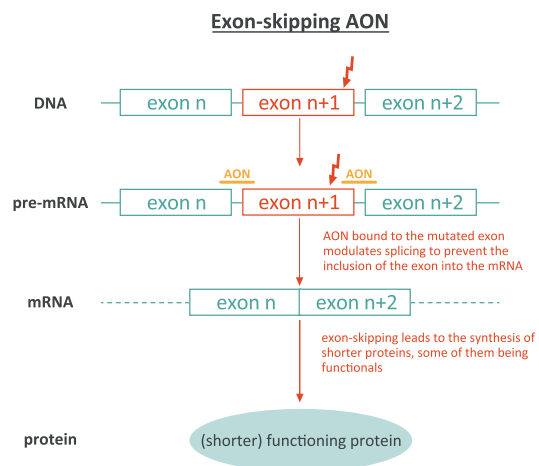 Exon-skipping AON
DNA
exon n
exon n+1
exon n+2
AON
AON
pre-mRNA
exon n
exon n+1
exon n+2
AON bound to the mutated exon
modulates splicing to prevent the
inclusion of the exon into the mRNA
mRNA
exon n
exon n+2
exon-skipping leads to the synthesis of
shorter proteins, some of them being
functionals
protein
(shorter) functioning protein